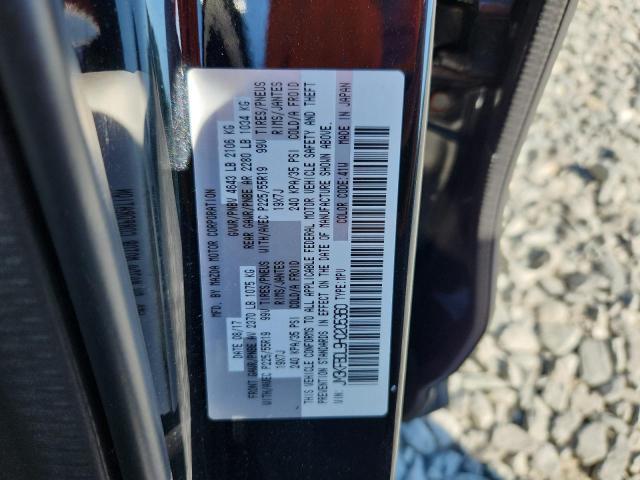 MFD. BY MAZDA MOTOR CORPORATION
DATE 08/17 GVWR/PNBV 4643 LB 2106 KG
FRONT GAWR/PNBE AV 2370 LB 1075 KG REAR GAWR/PNBE AR 2280 LB 1034 KG
WITH/AVEC P225/55R19 99V TIRES/PNEUS WITH/AVEC P225/55R19 99V TIRES/PNEUS
19X7J RIMS/JANTES 19X7J RIMS/JANTES
240 KPA/35 PSI COLD/A FROID 240 KPA/35 PSI COLD/A FROID
THIS VEHICLE CONFORMS TO ALL APPLICABLE FEDERAL MOTOR VEHICLE SAFETY AND THEFT
PREVENTION STANDARDS IN EFFECT ON THE DATE OF MANUFACTURE SHOWN ABOVE.
COLOR CODE:41W MADE IN JAPAN
VIN: TYPE:MPV